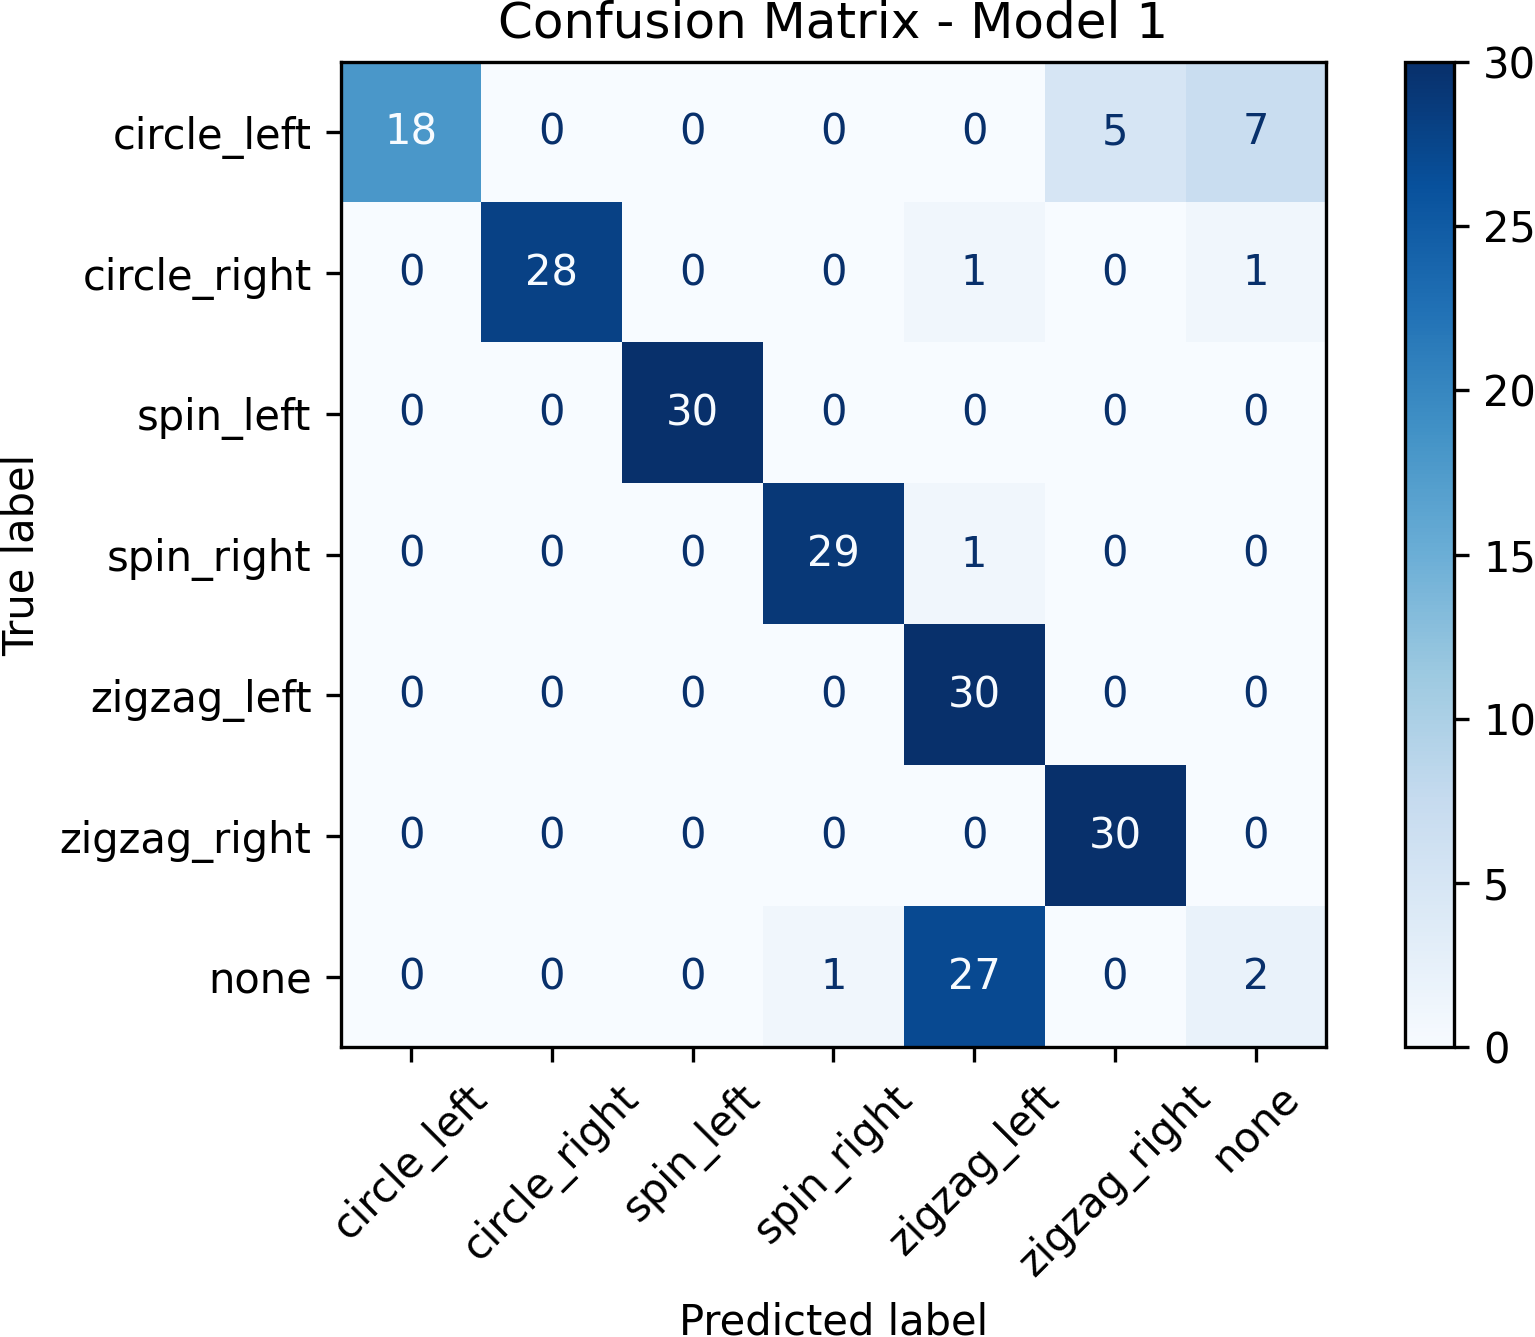 Confusion Matrix - Model 1
True label
circle_left 18 0 0 0 0 5 7
circle_right 0 28 0 0 1 0 1
spin_left 0 0 30 0 0 0 0
spin_right 0 0 0 29 1 0 0
zigzag_left 0 0 0 0 30 0 0
zigzag_right 0 0 0 0 0 30 0
none 0 0 0 1 27 0 2
circle_left circle_right spin_left spin_right zigzag_left zigzag_right none
Predicted label
30
25
20
15
10
5
0